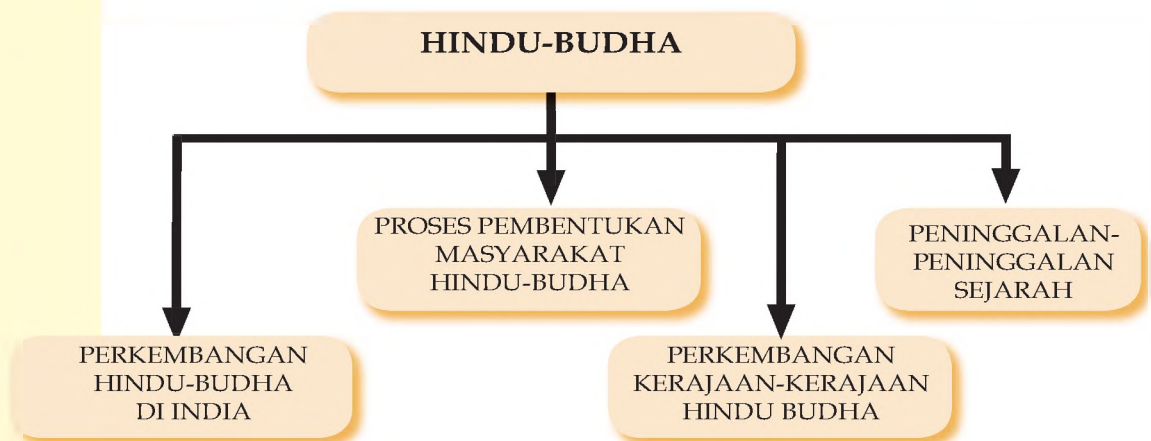 HINDU-BUDHA
PROSES PEMBENTUKAN
MASYARAKAT
HINDU-BUDHA
PENINGGALAN-
PENINGGALAN
SEJARAH
PERKEMBANGAN
HINDU-BUDHA
DI INDIA
PERKEMBANGAN
KERAJAAN-KERAJAAN
HINDU BUDHA